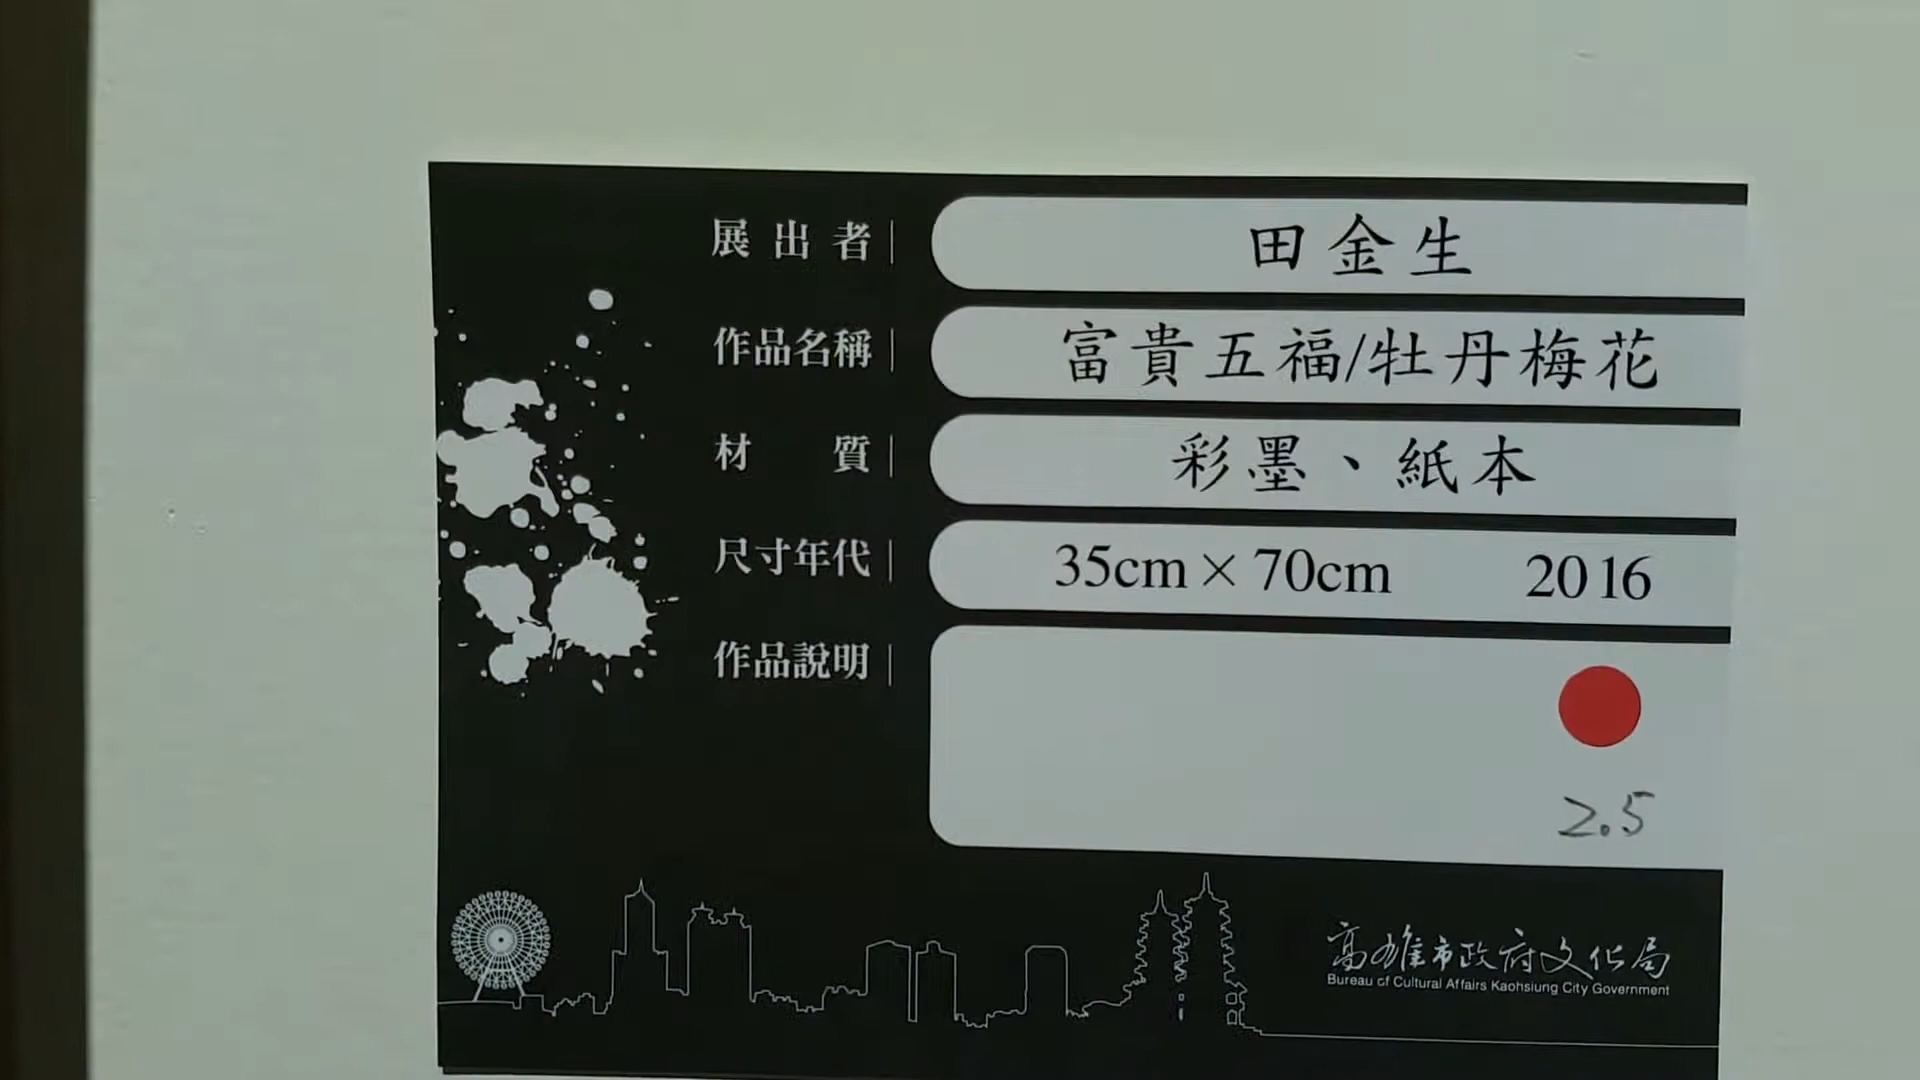 展出者| 田金生
作品名稱| 富貴五福/牡丹梅花
材質| 彩墨、紙本
尺寸年代| 35cm×70cm 2016
作品說明|
2.5
高雄市政府文化局
Bureau of Cultural Affairs Kaohsiung City Government